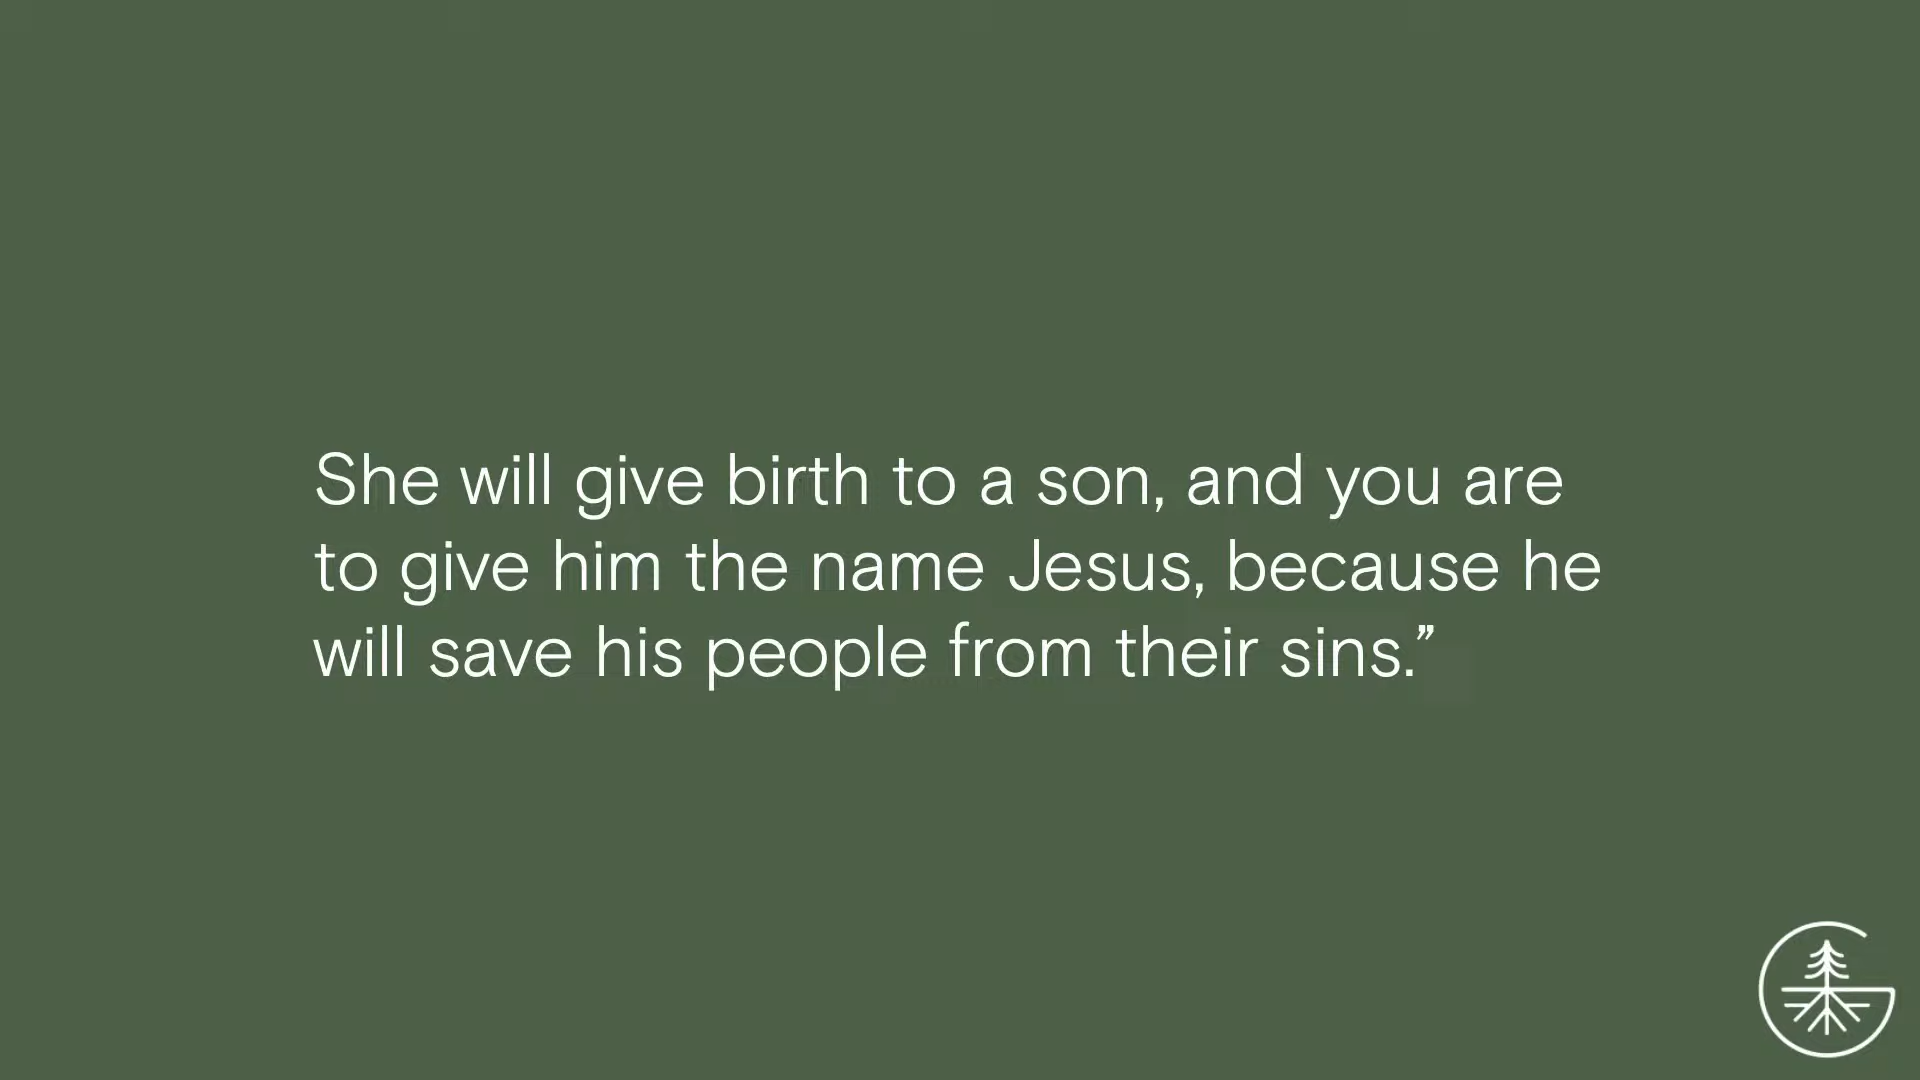 She will give birth to a son, and you are
to give him the name Jesus, because he
will save his people from their sins.”